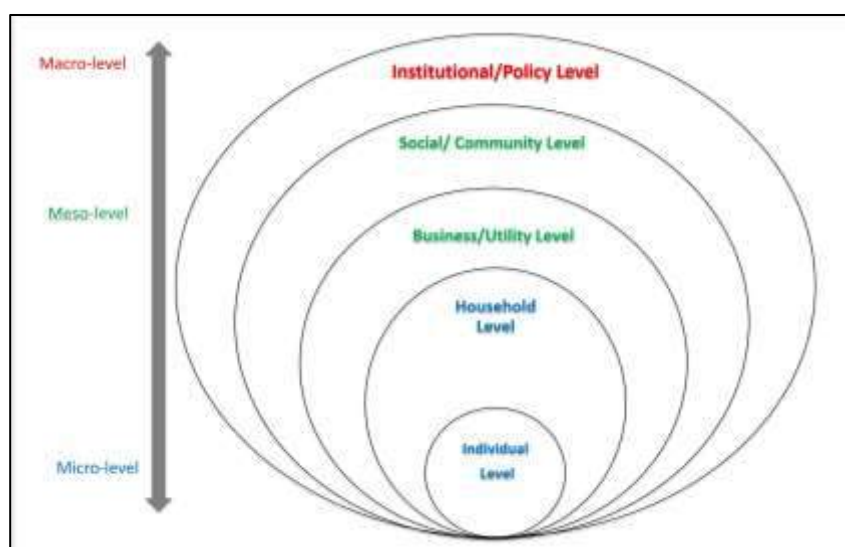 Macro-level
Institutional/Policy Level
Social/ Community Level
Meso-level
Business/Utility Level
Household
Level
Individual
Level
Micro-level